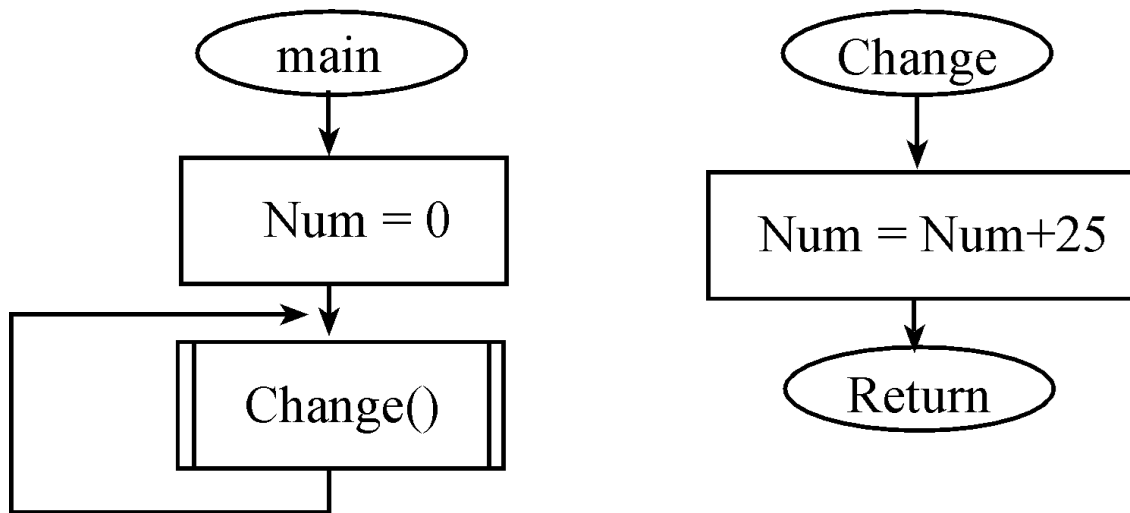 main
Num = 0
Change()
Change
Num = Num+25
Return